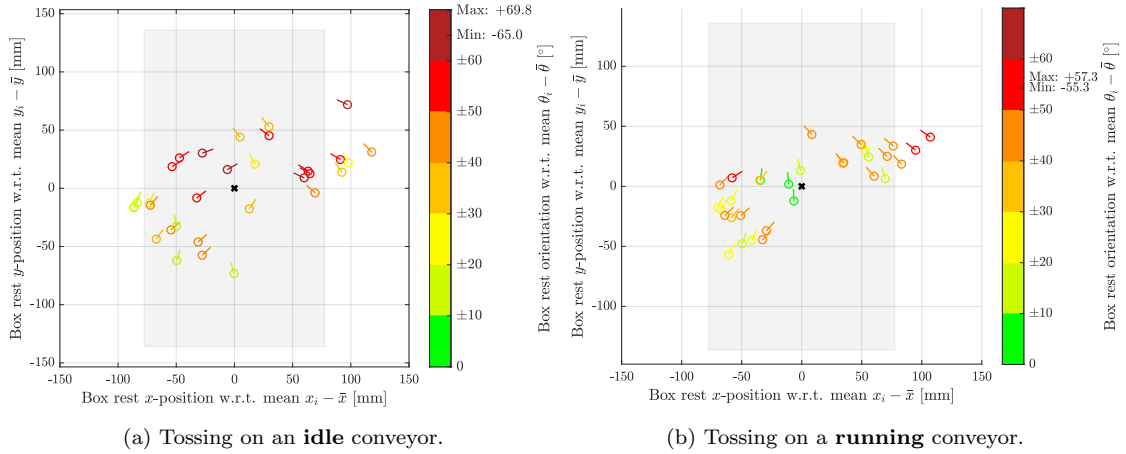 150
100
50
0
-50
-100
-150
-150 -100 -50 0 50 100 150
Box rest x-position w.r.t. mean x_i − x̄ [mm]
Box rest y-position w.r.t. mean y_i − ȳ [mm]
Max: +69.8
Min: -65.0
±60
±50
±40
±30
±20
±10
0
Box rest orientation w.r.t. mean θ_i − θ̄ [°]
(a) Tossing on an idle conveyor.
150
100
50
0
-50
-100
-150 -100 -50 0 50 100 150
Box rest x-position w.r.t. mean x_i − x̄ [mm]
Box rest y-position w.r.t. mean y_i − ȳ [mm]
±60
Max: +57.3
Min: -55.3
±50
±40
±30
±20
±10
0
Box rest orientation w.r.t. mean θ_i − θ̄ [°]
(b) Tossing on a running conveyor.